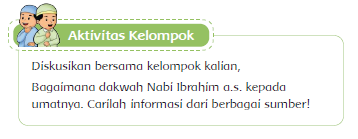 Aktivitas Kelompok
Diskusikan bersama kelompok kalian,
Bagaimana dakwah Nabi Ibrahim a.s. kepada
umatnya. Carilah informasi dari berbagai sumber!